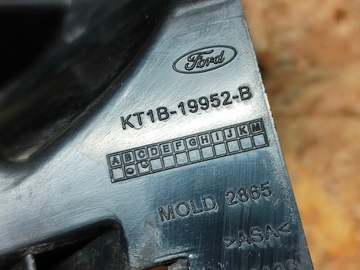 Ford
KT1B-19952-B
ABCDEFGHIJKM
MOLD 2865
>ASA<